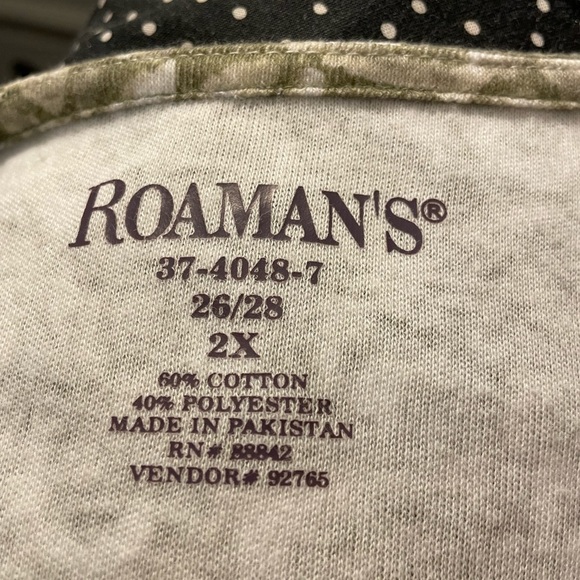 ROAMAN'S®
37-4048-7
26/28
2X
60% COTTON
40% POLYESTER
MADE IN PAKISTAN
RN# 88842
VENDOR# 92765